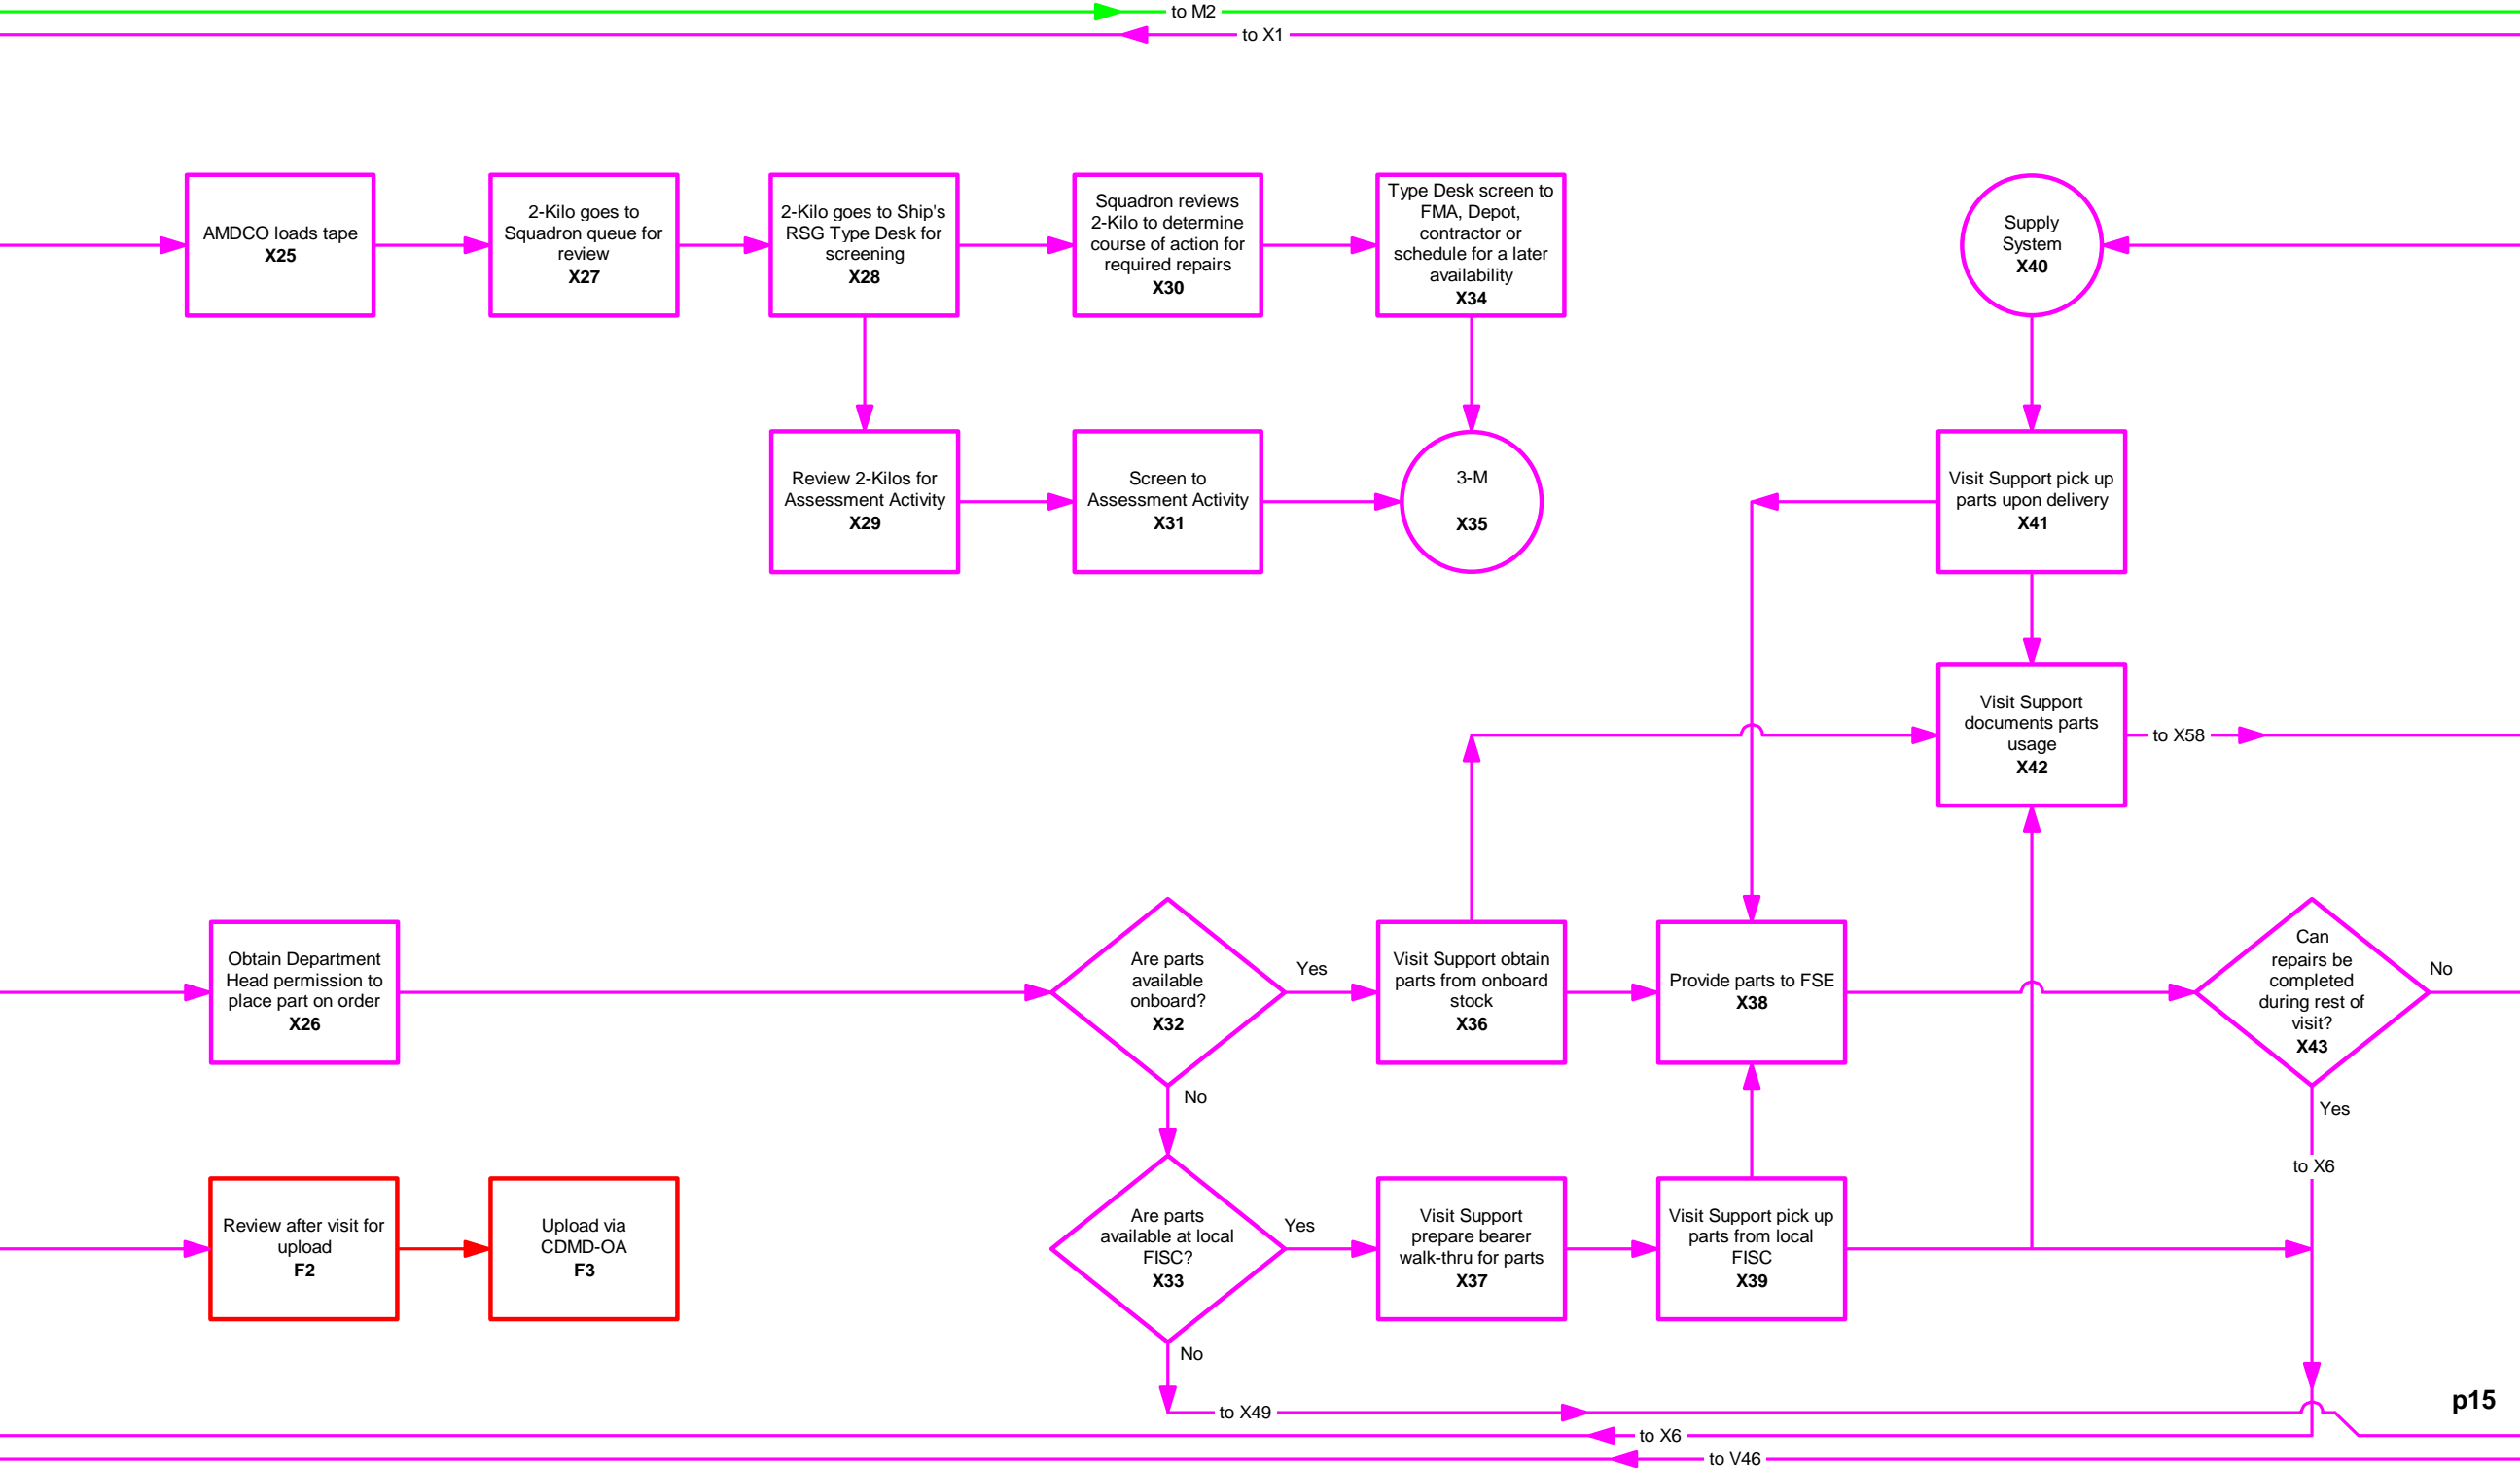 to M2
to X1
AMDCO loads tape
X25
2-Kilo goes to
Squadron queue for
review
X27
2-Kilo goes to Ship's
RSG Type Desk for
screening
X28
Squadron reviews
2-Kilo to determine
course of action for
required repairs
X30
Type Desk screen to
FMA, Depot,
contractor or
schedule for a later
availability
X34
Supply
System
X40
Review 2-Kilos for
Assessment Activity
X29
Screen to
Assessment Activity
X31
3-M
X35
Visit Support pick up
parts upon delivery
X41
Visit Support
documents parts
usage
X42
to X58
Obtain Department
Head permission to
place part on order
X26
Are parts
available
onboard?
X32
Yes
No
Visit Support obtain
parts from onboard
stock
X36
Provide parts to FSE
X38
Can
repairs be
completed
during rest of
visit?
X43
No
Yes
to X6
Review after visit for
upload
F2
Upload via
CDMD-OA
F3
Are parts
available at local
FISC?
X33
Yes
No
Visit Support
prepare bearer
walk-thru for parts
X37
Visit Support pick up
parts from local
FISC
X39
to X49
p15
to X6
to V46